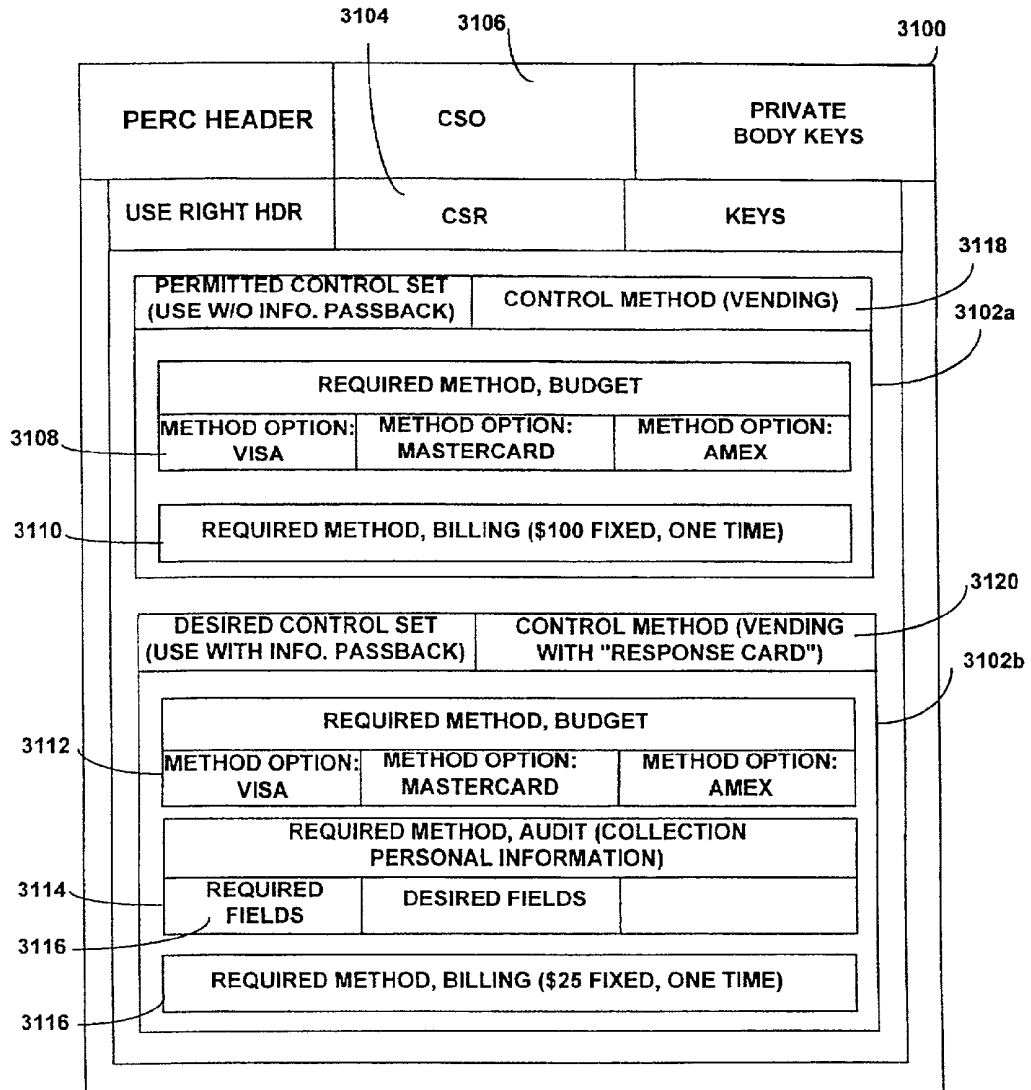 3104
3106
3100
PERC HEADER
CSO
PRIVATE
BODY KEYS
USE RIGHT HDR
CSR
KEYS
3118
PERMITTED CONTROL SET
(USE W/O INFO. PASSBACK)
CONTROL METHOD (VENDING)
3102a
REQUIRED METHOD, BUDGET
3108
METHOD OPTION:
VISA
METHOD OPTION:
MASTERCARD
METHOD OPTION:
AMEX
3110
REQUIRED METHOD, BILLING ($100 FIXED, ONE TIME)
3120
DESIRED CONTROL SET
(USE WITH INFO. PASSBACK)
CONTROL METHOD (VENDING
WITH "RESPONSE CARD")
3102b
REQUIRED METHOD, BUDGET
3112
METHOD OPTION:
VISA
METHOD OPTION:
MASTERCARD
METHOD OPTION:
AMEX
REQUIRED METHOD, AUDIT (COLLECTION
PERSONAL INFORMATION)
3114
REQUIRED
FIELDS
DESIRED FIELDS
3116
REQUIRED METHOD, BILLING ($25 FIXED, ONE TIME)
3116